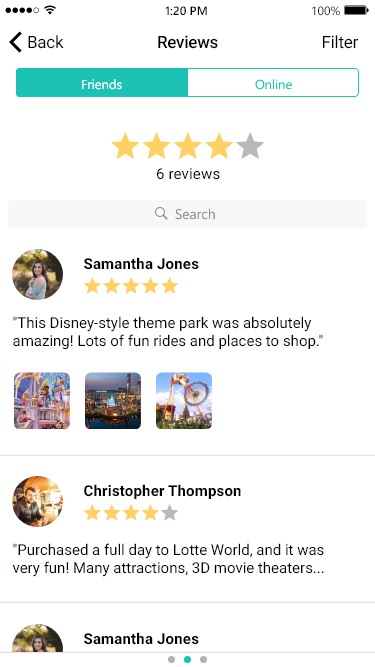 1:20 PM
100%
Back
Reviews
Filter
Friends
Online
6 reviews
Search
Samantha Jones
"This Disney-style theme park was absolutely
amazing! Lots of fun rides and places to shop."
Christopher Thompson
"Purchased a full day to Lotte World, and it was
very fun! Many attractions, 3D movie theaters...
Samantha Jones